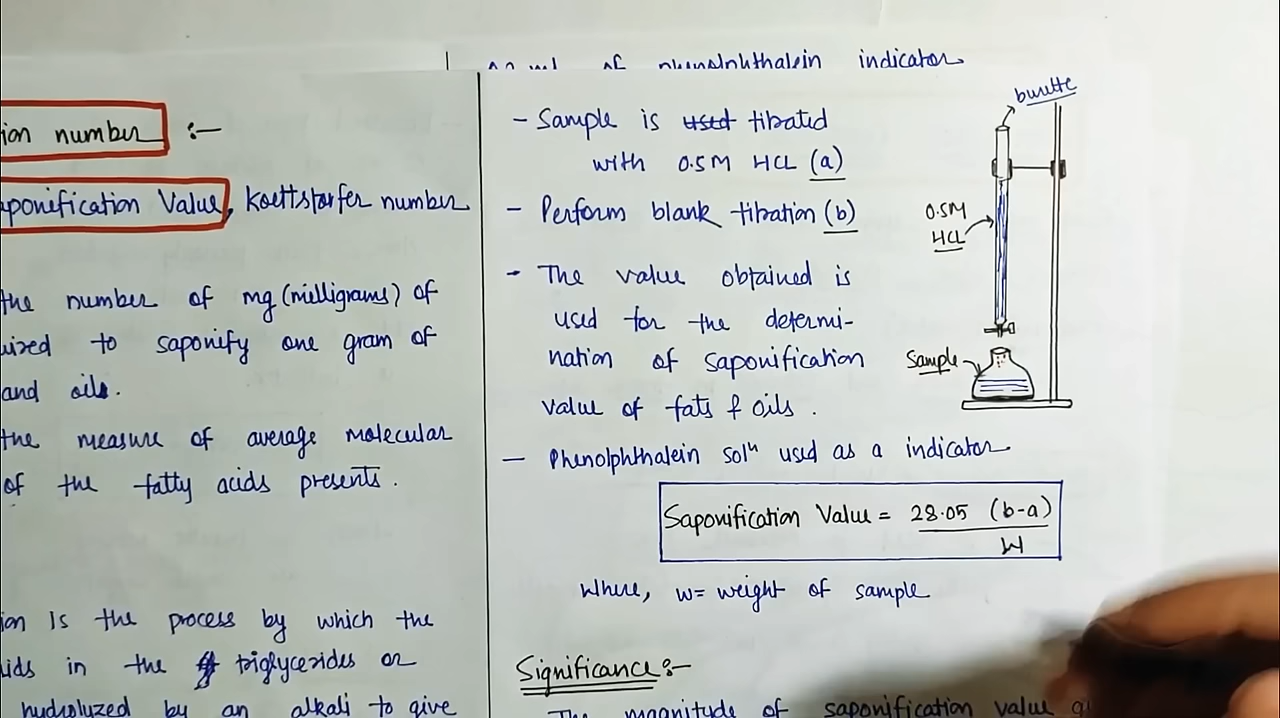 ion number :-
aponification Value, Koettstorfer number
the number of mg (milligrams) of
uired to saponify one gram of
and oils.
the measure of average molecular
of the fatty acids presents.
ion Is the process by which the
ids in the triglycerides or
hydrolyzed by an alkali to give
of phenolphthalein indicator
- Sample is used titrated
with 0.5M HCL (a)
- Perform blank titration (b)
- The value obtained is
used for the determi-
nation of saponification
value of fats & oils.
- Phenolphthalein solⁿ used as a indicator
Saponification Value = 28.05 (b-a)
W
Where, w= weight of sample
Significance:-
The magnitude of saponification value
burette
0.5M
HCL
Sample